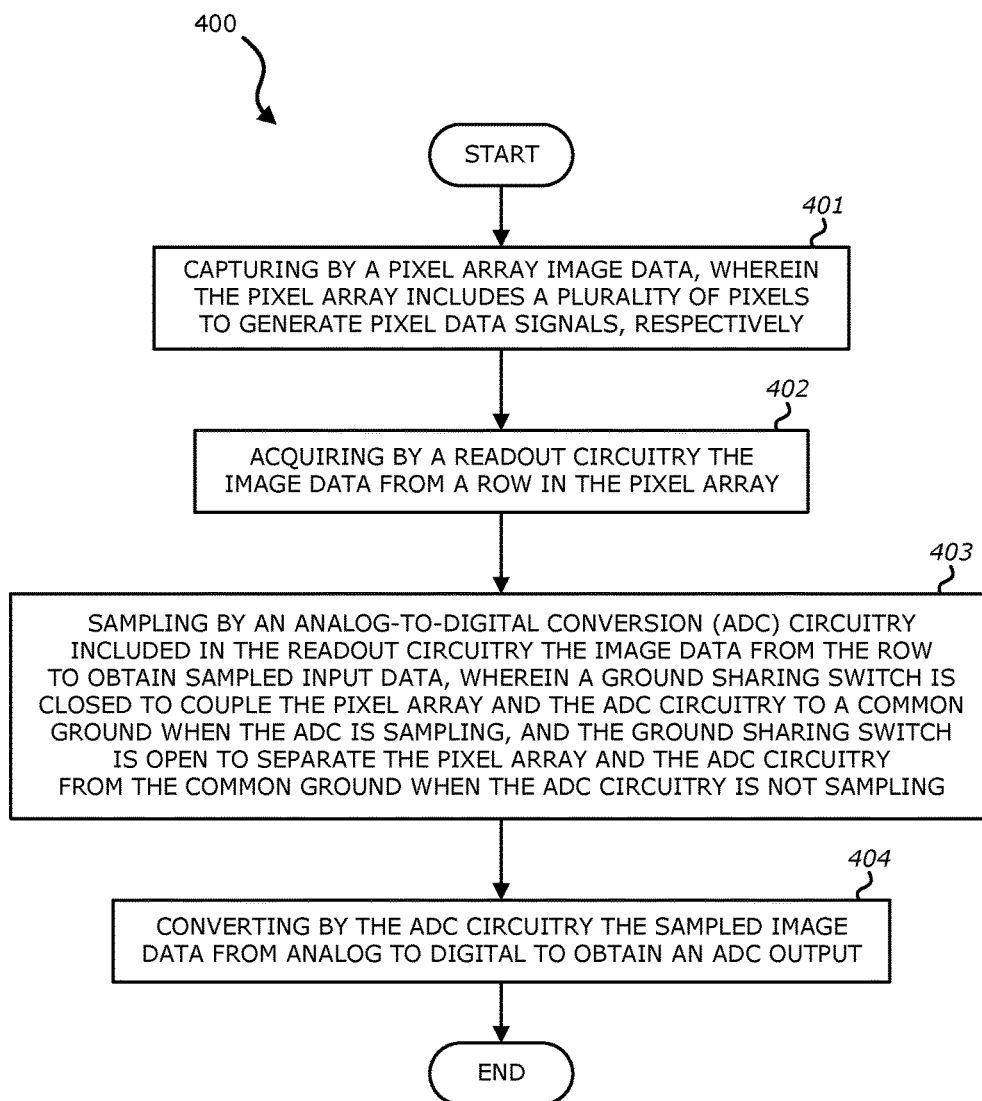 400
START
401
CAPTURING BY A PIXEL ARRAY IMAGE DATA, WHEREIN
THE PIXEL ARRAY INCLUDES A PLURALITY OF PIXELS
TO GENERATE PIXEL DATA SIGNALS, RESPECTIVELY
402
ACQUIRING BY A READOUT CIRCUITRY THE
IMAGE DATA FROM A ROW IN THE PIXEL ARRAY
403
SAMPLING BY AN ANALOG-TO-DIGITAL CONVERSION (ADC) CIRCUITRY
INCLUDED IN THE READOUT CIRCUITRY THE IMAGE DATA FROM THE ROW
TO OBTAIN SAMPLED INPUT DATA, WHEREIN A GROUND SHARING SWITCH IS
CLOSED TO COUPLE THE PIXEL ARRAY AND THE ADC CIRCUITRY TO A COMMON
GROUND WHEN THE ADC IS SAMPLING, AND THE GROUND SHARING SWITCH
IS OPEN TO SEPARATE THE PIXEL ARRAY AND THE ADC CIRCUITRY
FROM THE COMMON GROUND WHEN THE ADC CIRCUITRY IS NOT SAMPLING
404
CONVERTING BY THE ADC CIRCUITRY THE SAMPLED IMAGE
DATA FROM ANALOG TO DIGITAL TO OBTAIN AN ADC OUTPUT
END